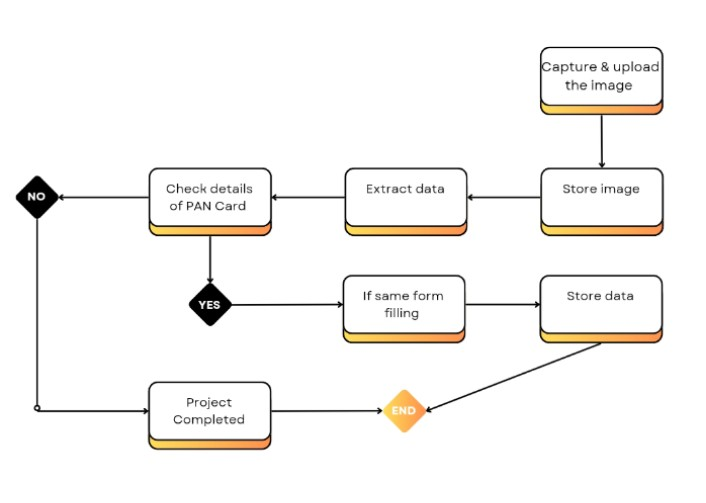 Capture & upload
the image
NO
Check details
of PAN Card
Extract data
Store image
YES
If same form
filling
Store data
Project
Completed
END